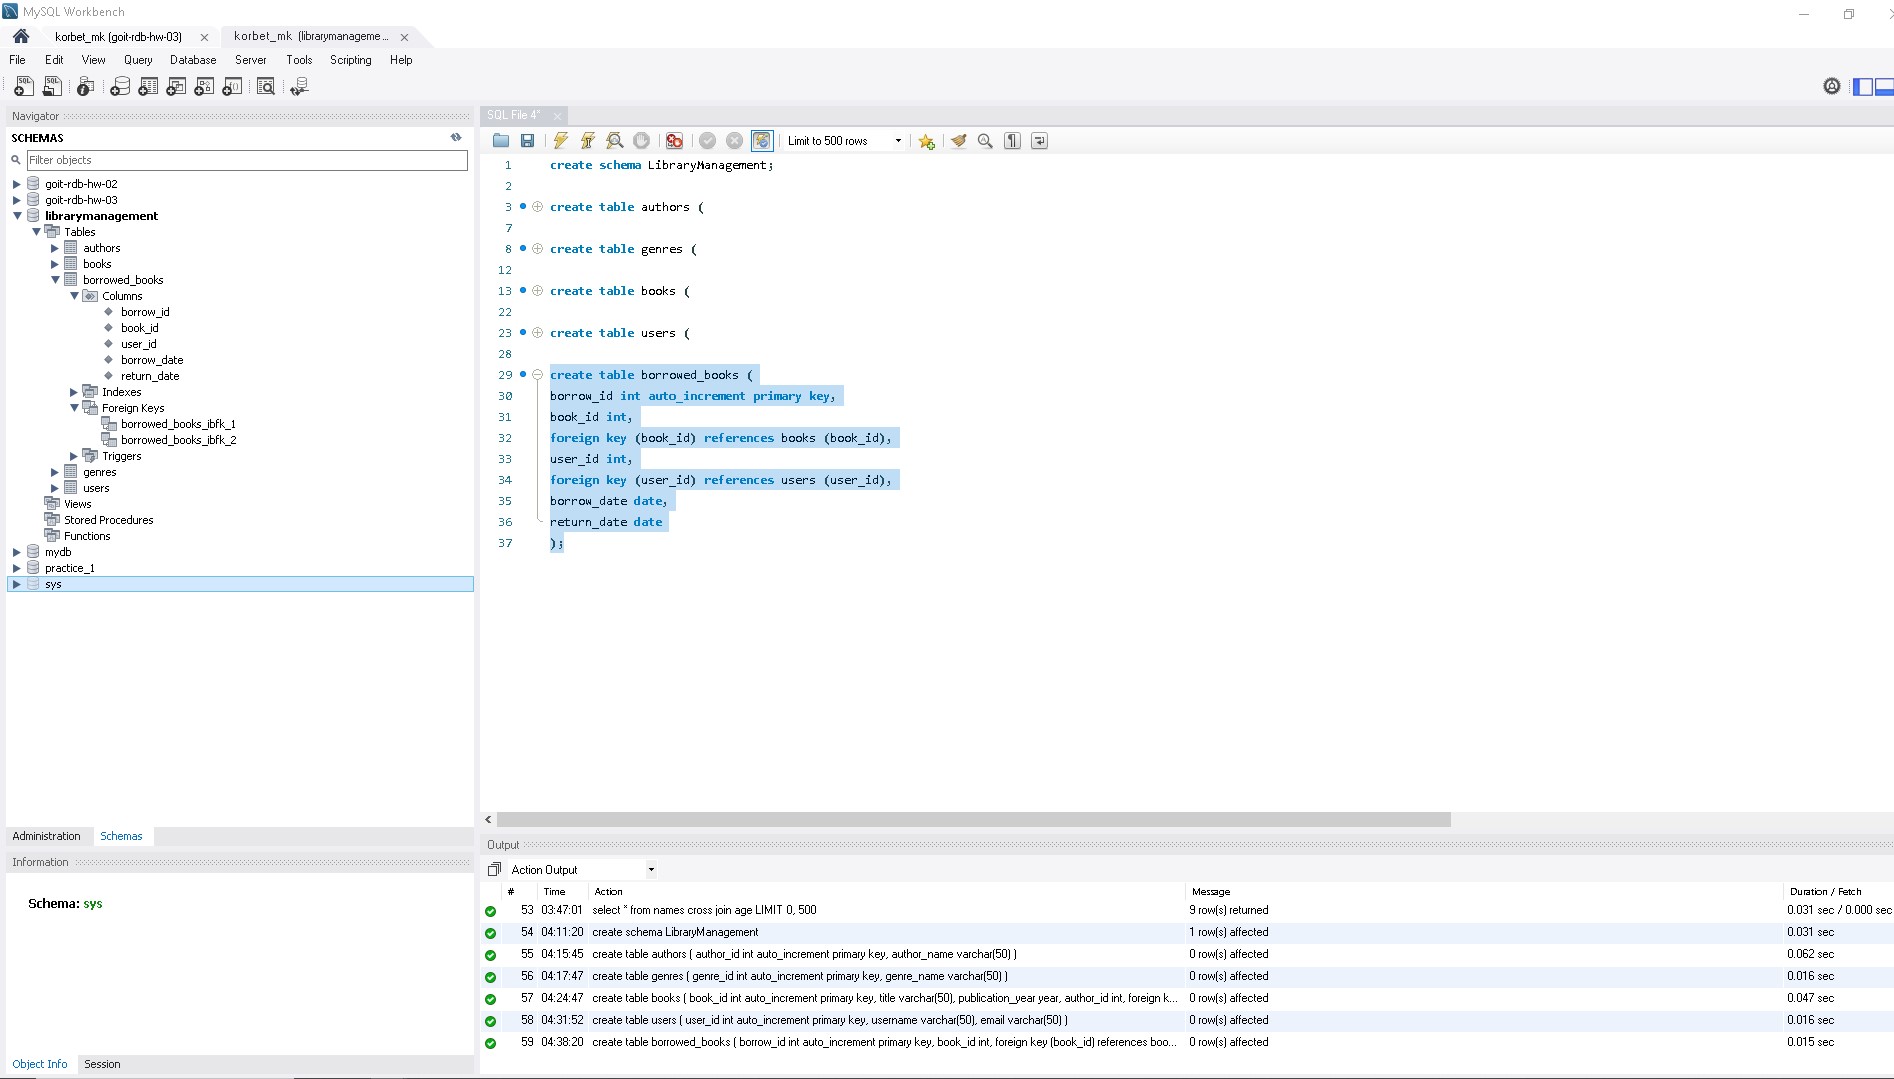 MySQL Workbench
korbet_mk (goit-rdb-hw-03) korbet_mk (librarymanageme...
File Edit View Query Database Server Tools Scripting Help
Navigator
SCHEMAS
Filter objects
goit-rdb-hw-02
goit-rdb-hw-03
librarymanagement
Tables
authors
books
borrowed_books
Columns
borrow_id
book_id
user_id
borrow_date
return_date
Indexes
Foreign Keys
borrowed_books_ibfk_1
borrowed_books_ibfk_2
Triggers
genres
users
Views
Stored Procedures
Functions
mydb
practice_1
sys
Administration Schemas
Information
Schema: sys
Object Info Session
SQL File 4*
Limit to 500 rows
1 create schema LibraryManagement;
2
3 create table authors (
7
8 create table genres (
12
13 create table books (
22
23 create table users (
28
29 create table borrowed_books (
30 borrow_id int auto_increment primary key,
31 book_id int,
32 foreign key (book_id) references books (book_id),
33 user_id int,
34 foreign key (user_id) references users (user_id),
35 borrow_date date,
36 return_date date
37 );
Output
Action Output
# Time Action Message Duration / Fetch
53 03:47:01 select * from names cross join age LIMIT 0, 500 9 row(s) returned 0.031 sec / 0.000 sec
54 04:11:20 create schema LibraryManagement 1 row(s) affected 0.031 sec
55 04:15:45 create table authors ( author_id int auto_increment primary key, author_name varchar(50) ) 0 row(s) affected 0.062 sec
56 04:17:47 create table genres ( genre_id int auto_increment primary key, genre_name varchar(50) ) 0 row(s) affected 0.016 sec
57 04:24:47 create table books ( book_id int auto_increment primary key, title varchar(50), publication_year year, author_id int, foreign k... 0 row(s) affected 0.047 sec
58 04:31:52 create table users ( user_id int auto_increment primary key, username varchar(50), email varchar(50) ) 0 row(s) affected 0.016 sec
59 04:38:20 create table borrowed_books ( borrow_id int auto_increment primary key, book_id int, foreign key (book_id) references boo... 0 row(s) affected 0.015 sec